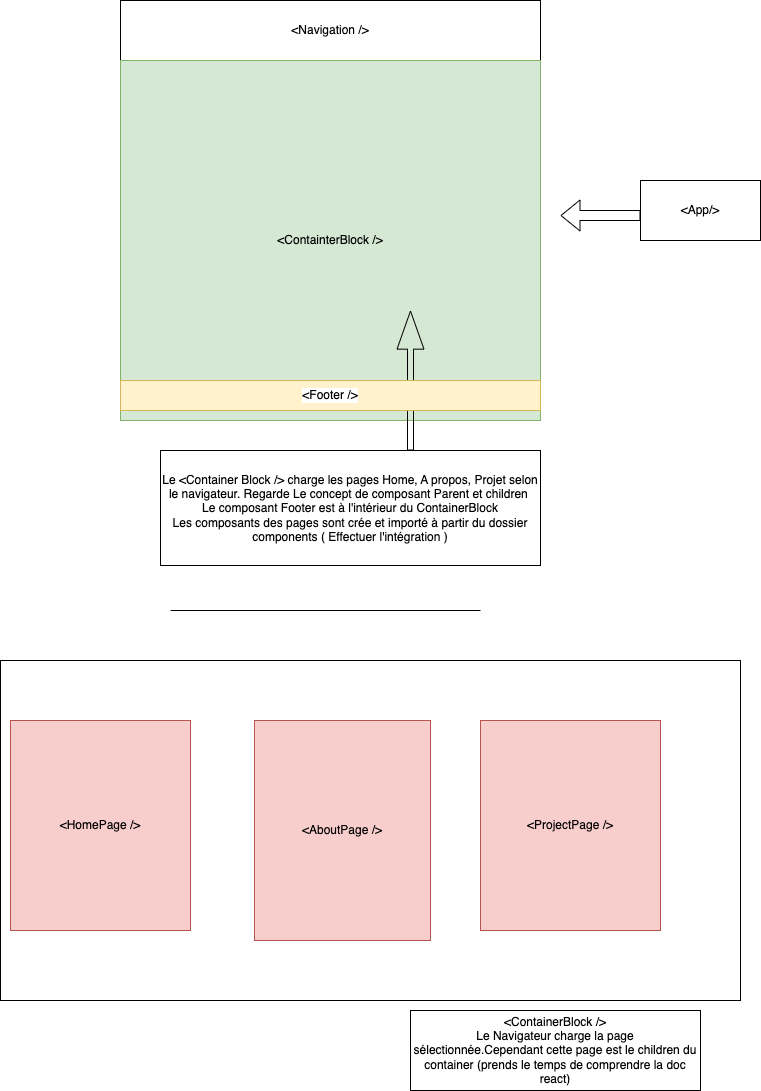 <Navigation />
<ContainterBlock />
<App/>
<Footer />
Le <Container Block /> charge les pages Home, A propos, Projet selon
le navigateur. Regarde Le concept de composant Parent et children
Le composant Footer est à l'intérieur du ContainerBlock
Les composants des pages sont crée et importé à partir du dossier
components ( Effectuer l'intégration )
<HomePage />
<AboutPage />
<ProjectPage />
<ContainerBlock />
Le Navigateur charge la page
sélectionnée.Cependant cette page est le children du
container (prends le temps de comprendre la doc
react)